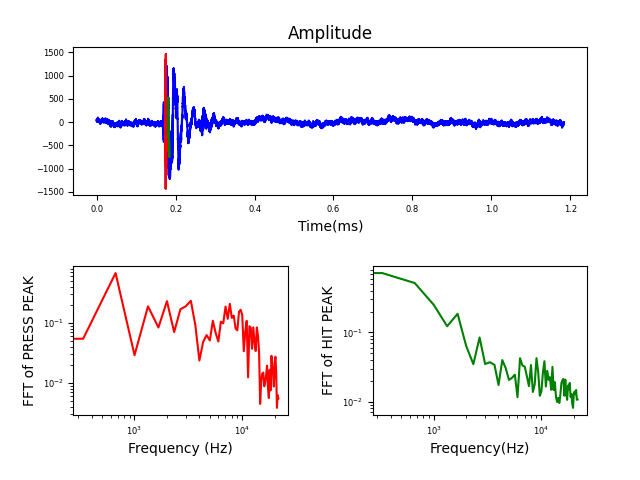 Amplitude
1500
1000
500
0
−500
−1000
−1500
0.0 0.2 0.4 0.6 0.8 1.0 1.2
Time(ms)
FFT of PRESS PEAK
10⁻¹
10⁻²
10³ 10⁴
Frequency (Hz)
FFT of HIT PEAK
10⁻¹
10⁻²
10³ 10⁴
Frequency(Hz)